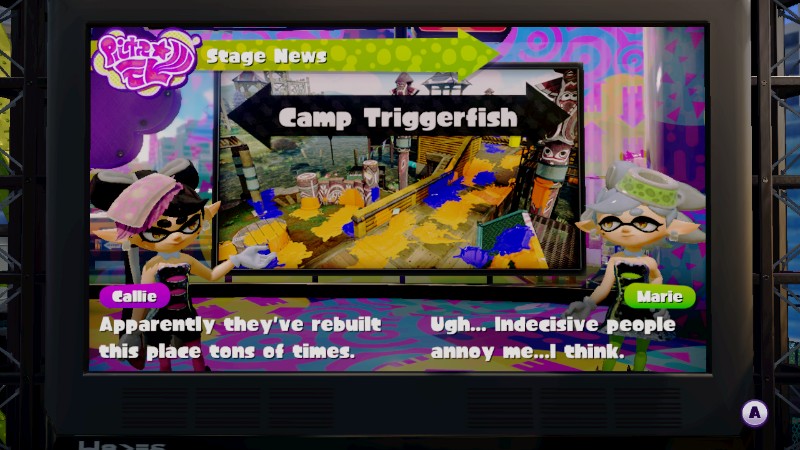 Stage News
Camp Triggerfish
Callie
Apparently they've rebuilt
this place tons of times.
Marie
Ugh... Indecisive people
annoy me...I think.
A